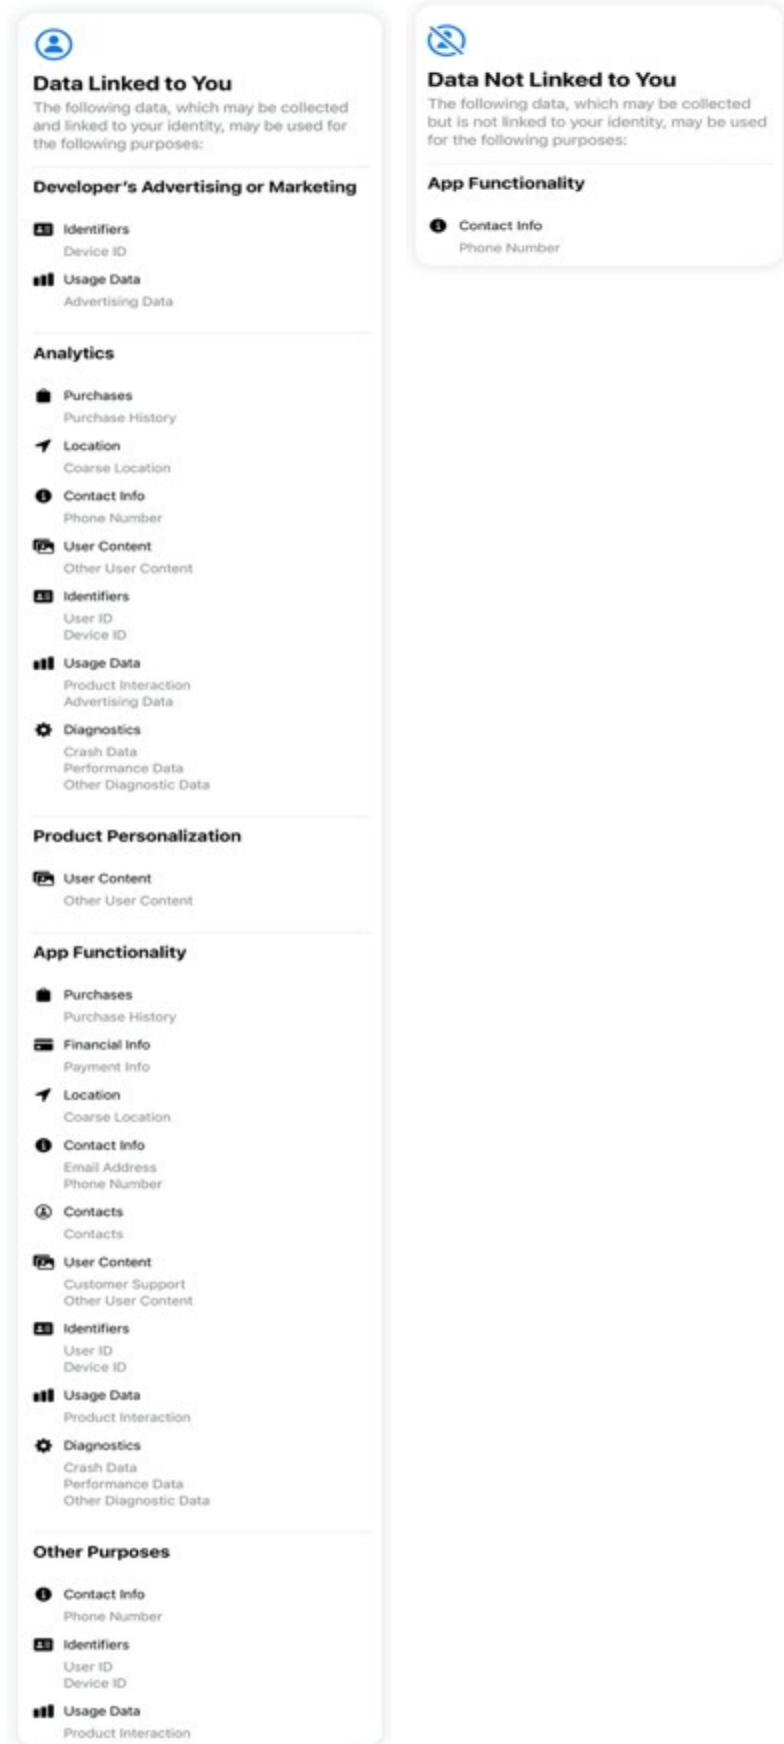 Data Linked to You
The following data, which may be collected
and linked to your identity, may be used for
the following purposes:
Developer's Advertising or Marketing
Identifiers
Device ID
Usage Data
Advertising Data
Analytics
Purchases
Purchase History
Location
Coarse Location
Contact Info
Phone Number
User Content
Other User Content
Identifiers
User ID
Device ID
Usage Data
Product Interaction
Advertising Data
Diagnostics
Crash Data
Performance Data
Other Diagnostic Data
Product Personalization
User Content
Other User Content
App Functionality
Purchases
Purchase History
Financial Info
Payment Info
Location
Coarse Location
Contact Info
Email Address
Phone Number
Contacts
Contacts
User Content
Customer Support
Other User Content
Identifiers
User ID
Device ID
Usage Data
Product Interaction
Diagnostics
Crash Data
Performance Data
Other Diagnostic Data
Other Purposes
Contact Info
Phone Number
Identifiers
User ID
Device ID
Usage Data
Product Interaction
Data Not Linked to You
The following data, which may be collected
but is not linked to your identity, may be used
for the following purposes:
App Functionality
Contact Info
Phone Number